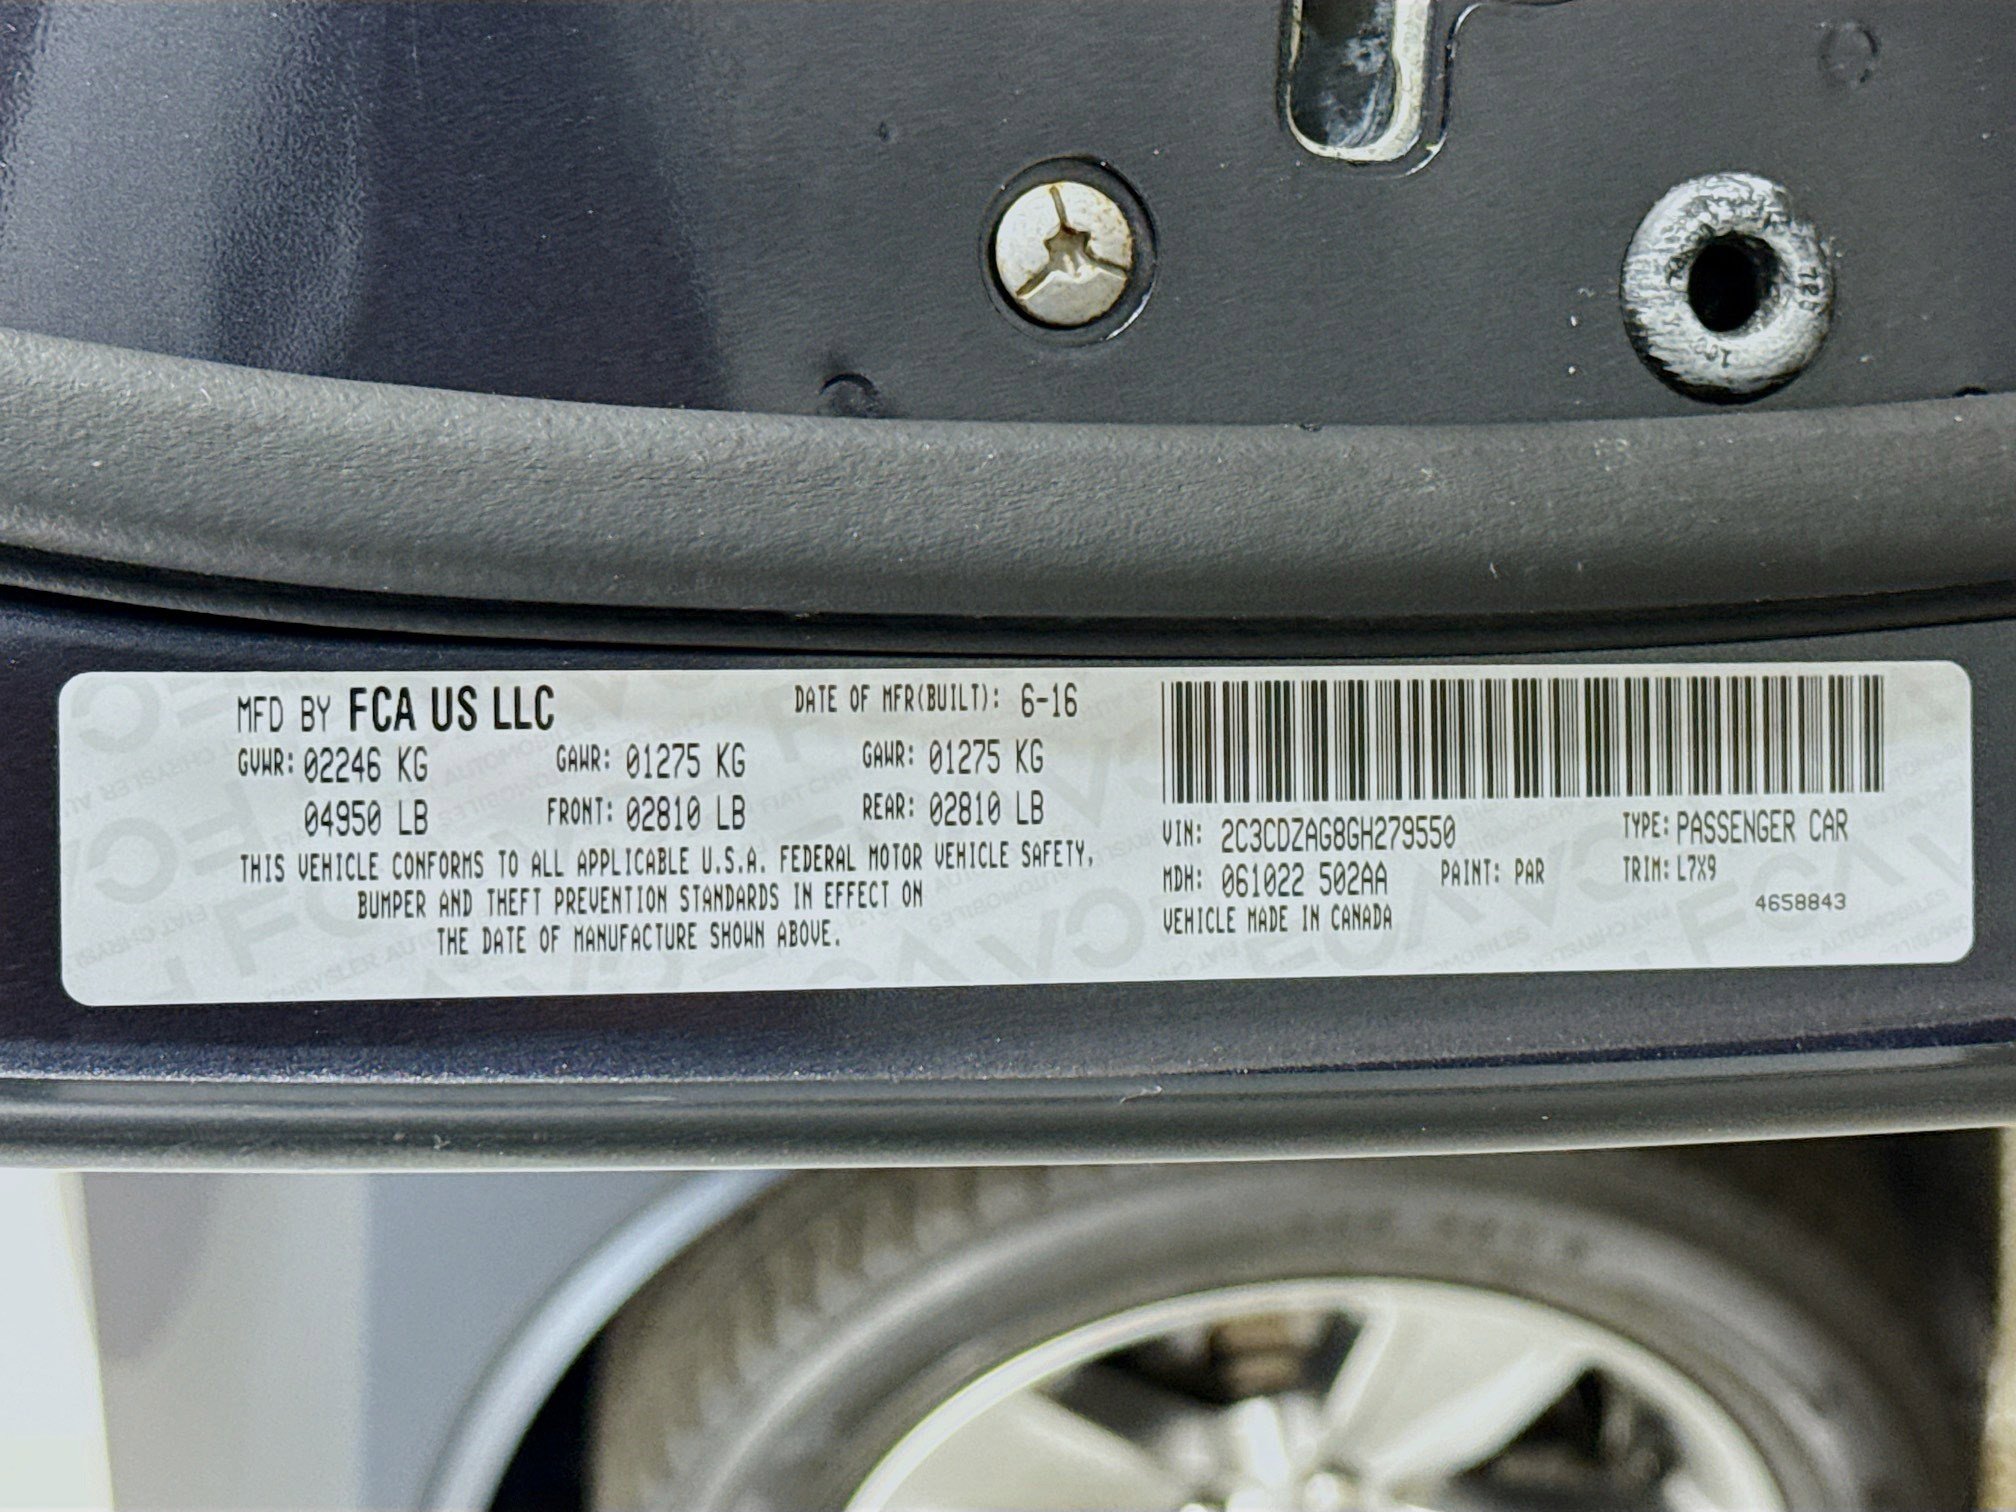 MFD BY FCA US LLC DATE OF MFR(BUILT): 6-16
GVWR: 02246 KG GAWR: 01275 KG GAWR: 01275 KG
04950 LB FRONT: 02810 LB REAR: 02810 LB
THIS VEHICLE CONFORMS TO ALL APPLICABLE U.S.A. FEDERAL MOTOR VEHICLE SAFETY,
BUMPER AND THEFT PREVENTION STANDARDS IN EFFECT ON
THE DATE OF MANUFACTURE SHOWN ABOVE.
VIN: 2C3CDZAG8GH279550 TYPE: PASSENGER CAR
MDH: 061022 502AA PAINT: PAR TRIM: L7X9
VEHICLE MADE IN CANADA 4658843